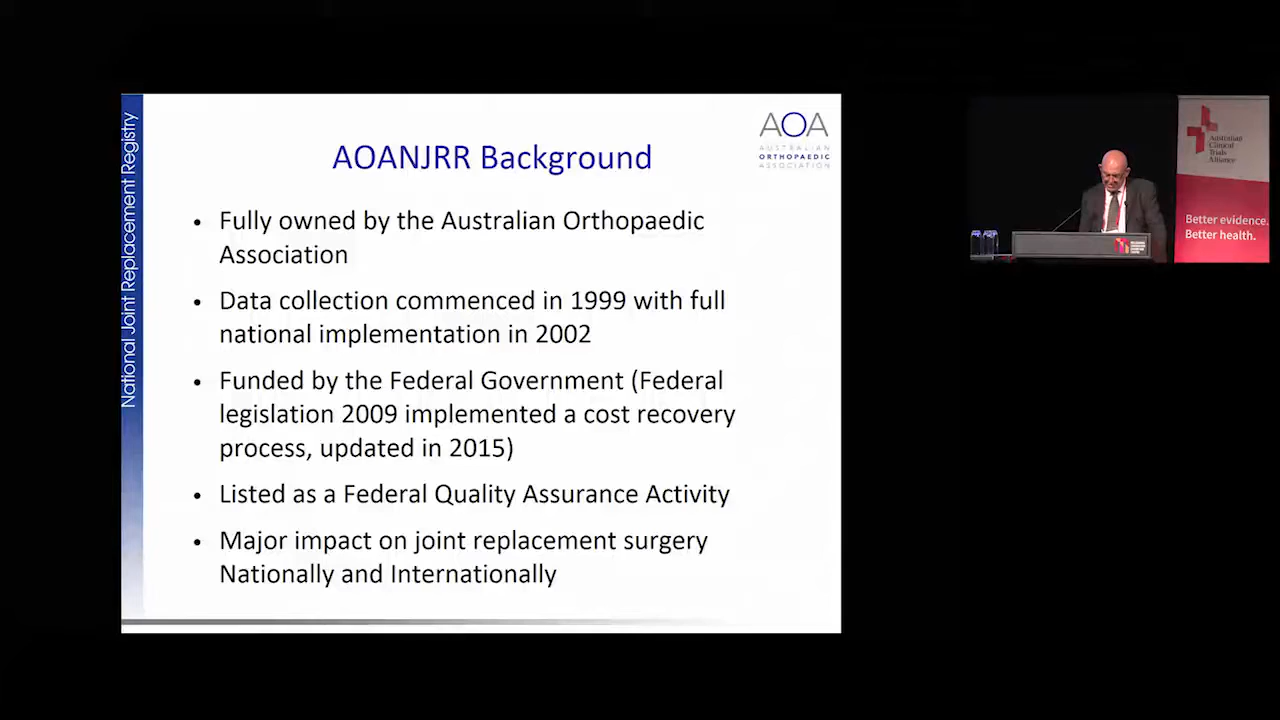 National Joint Replacement Registry
AOANJRR Background
AOA
AUSTRALIAN
ORTHOPAEDIC
ASSOCIATION
• Fully owned by the Australian Orthopaedic
Association
• Data collection commenced in 1999 with full
national implementation in 2002
• Funded by the Federal Government (Federal
legislation 2009 implemented a cost recovery
process, updated in 2015)
• Listed as a Federal Quality Assurance Activity
• Major impact on joint replacement surgery
Nationally and Internationally
Australian
Clinical
Trials
Alliance
Better evidence.
Better health.